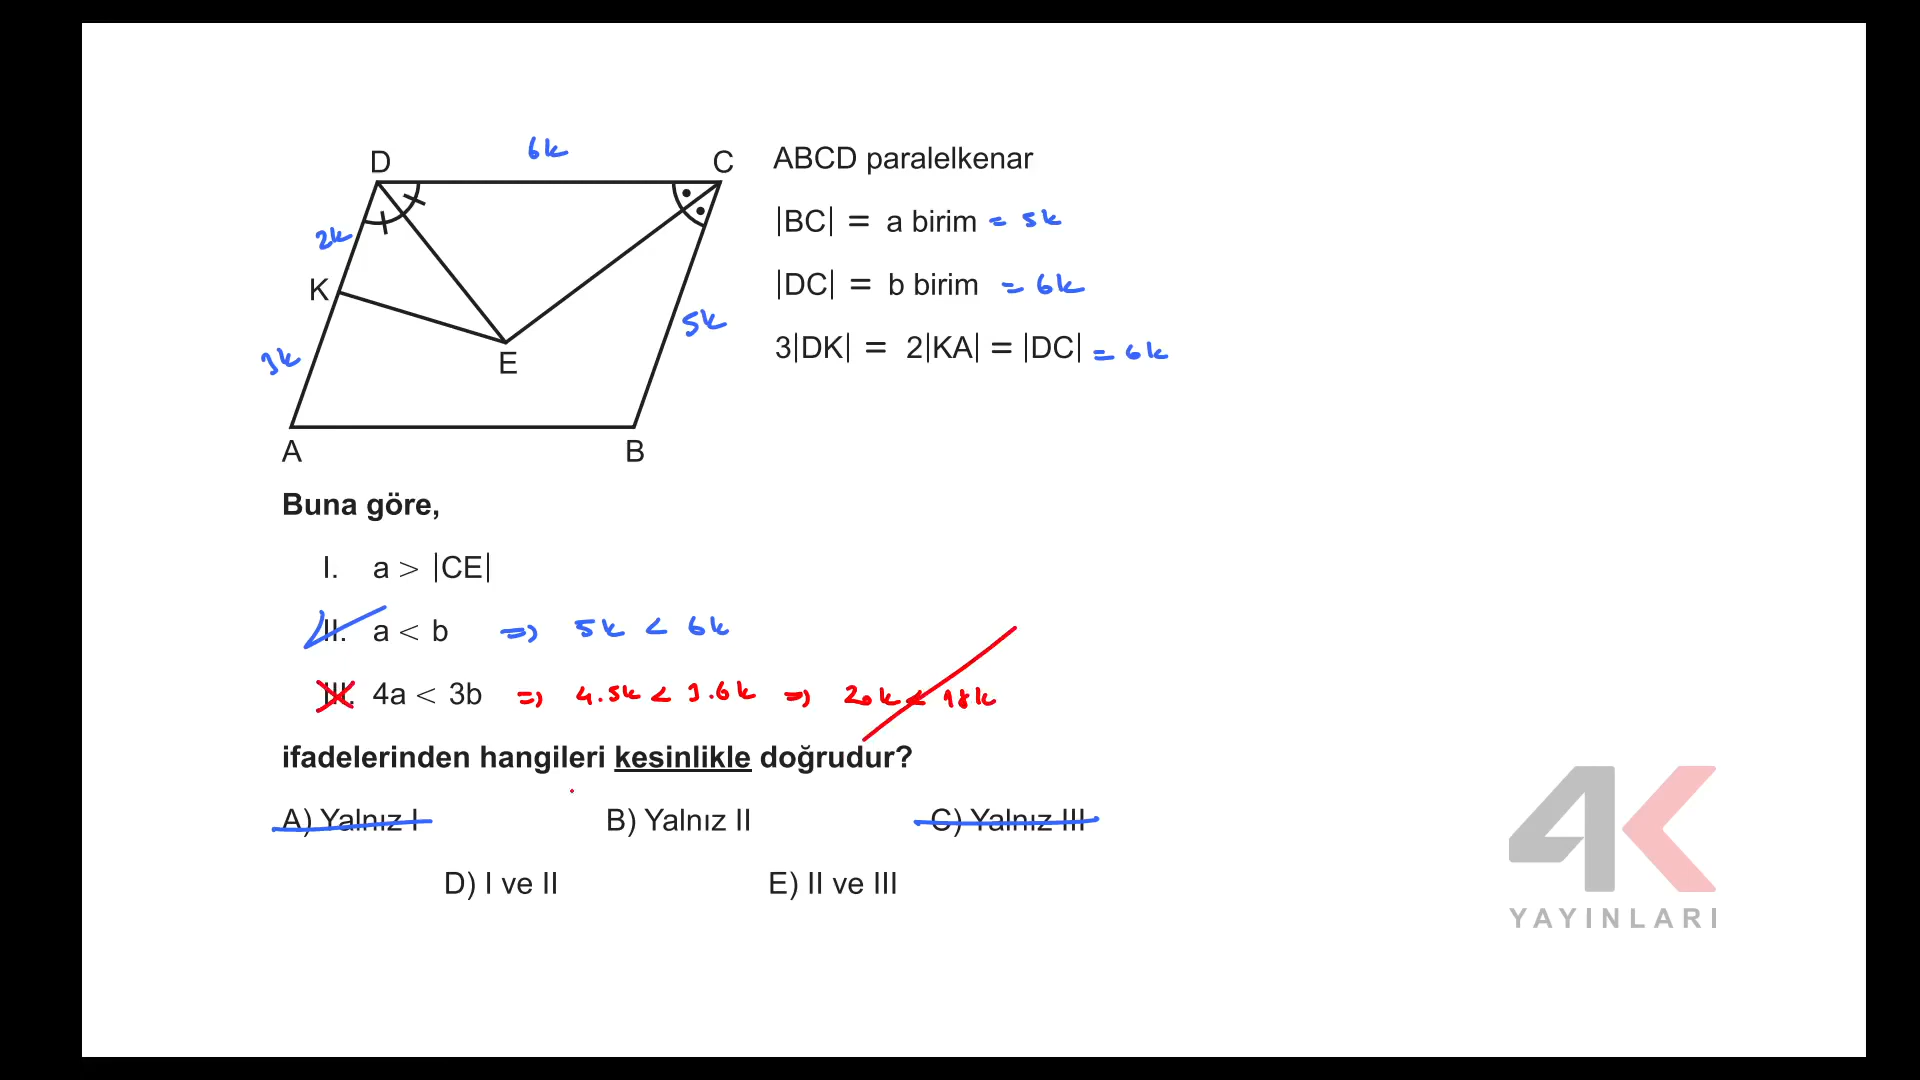 6k
D
C
ABCD paralelkenar
2k
|BC| = a birim = 5k
K
|DC| = b birim = 6k
5k
3k
E
3|DK| = 2|KA| = |DC| = 6k
A
B
Buna göre,
I. a > |CE|
II. a < b => 5k < 6k
III. 4a < 3b => 4.5k < 3.6k => 20k < 18k
ifadelerinden hangileri kesinlikle doğrudur?
A) Yalnız I B) Yalnız II C) Yalnız III
D) I ve II E) II ve III
4K
YAYINLARI